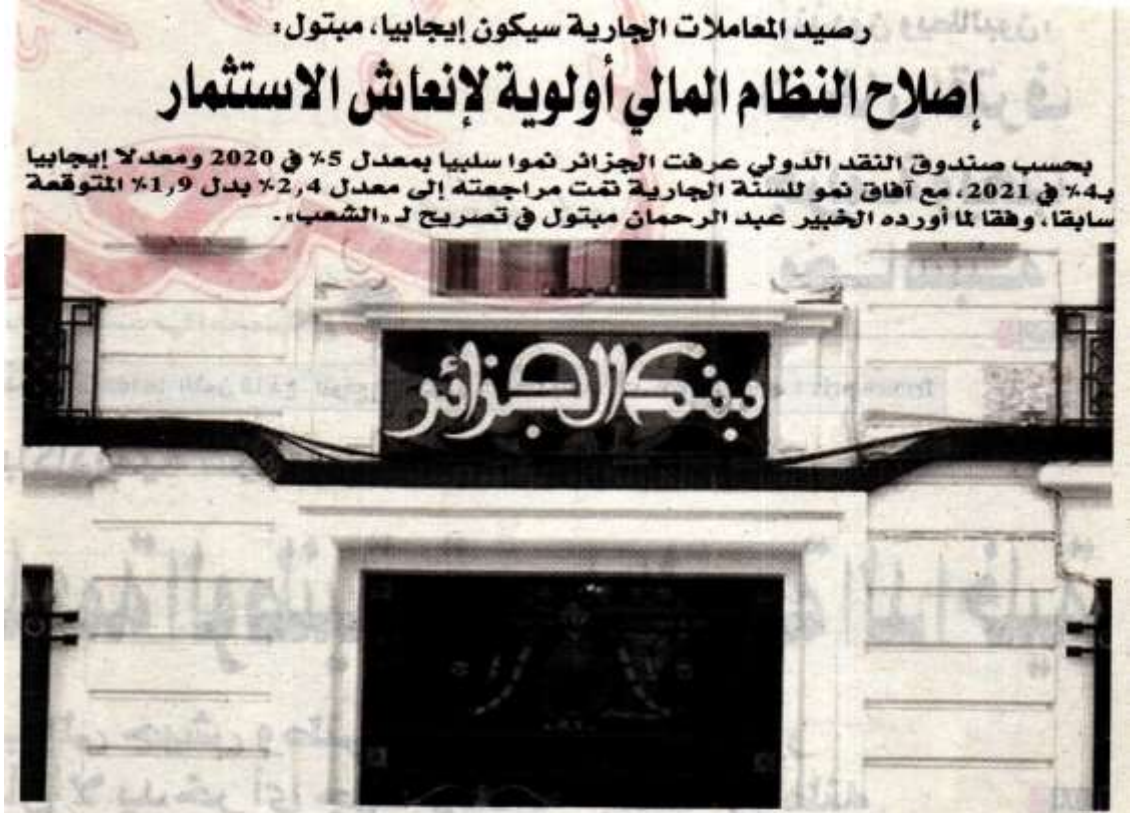 رصيد المعاملات الجارية سيكون إيجابيا، مبتول:
إصلاح النظام المالي أولوية لإنعاش الاستثمار
بحسب صندوق النقد الدولي عرفت الجزائر نموا سلبيا بمعدل 5% في 2020 ومعدلا إيجابيا
بـ4% في 2021، مع آفاق نمو للسنة الجارية تمت مراجعته إلى معدل 2,4% بدل 1,9% المتوقعة
سابقا، وفقا لما أورده الخبير عبد الرحمان مبتول في تصريح لـ«الشعب».
بنك الجزائر